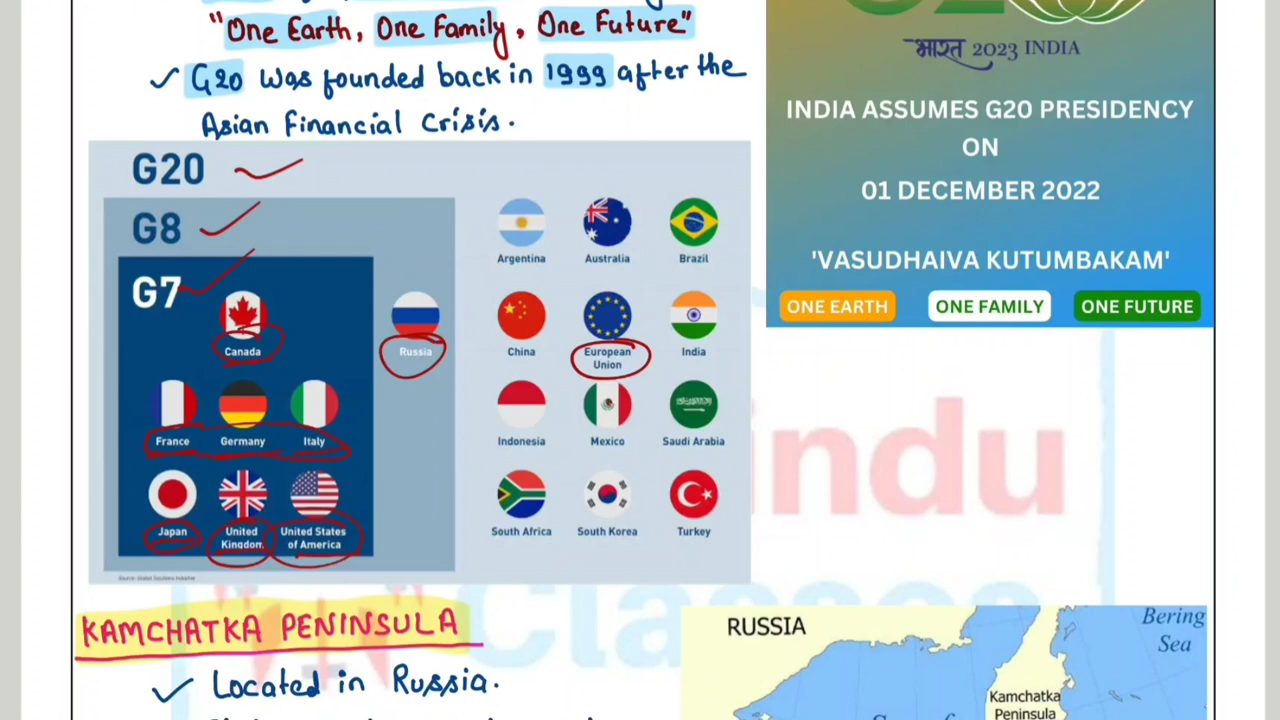 "One Earth, One Family, One Future"
✓ G20 was founded back in 1999 after the
Asian Financial Crisis.
G20
G8
G7
Canada
France Germany Italy
Japan United Kingdom United States of America
Russia
Argentina Australia Brazil
China European Union India
Indonesia Mexico Saudi Arabia
South Africa South Korea Turkey
Source: Global Solutions Initiative
भारत 2023 INDIA
INDIA ASSUMES G20 PRESIDENCY
ON
01 DECEMBER 2022
'VASUDHAIVA KUTUMBAKAM'
ONE EARTH ONE FAMILY ONE FUTURE
KAMCHATKA PENINSULA
✓ Located in Russia.
RUSSIA
Bering
Sea
Kamchatka
Peninsula